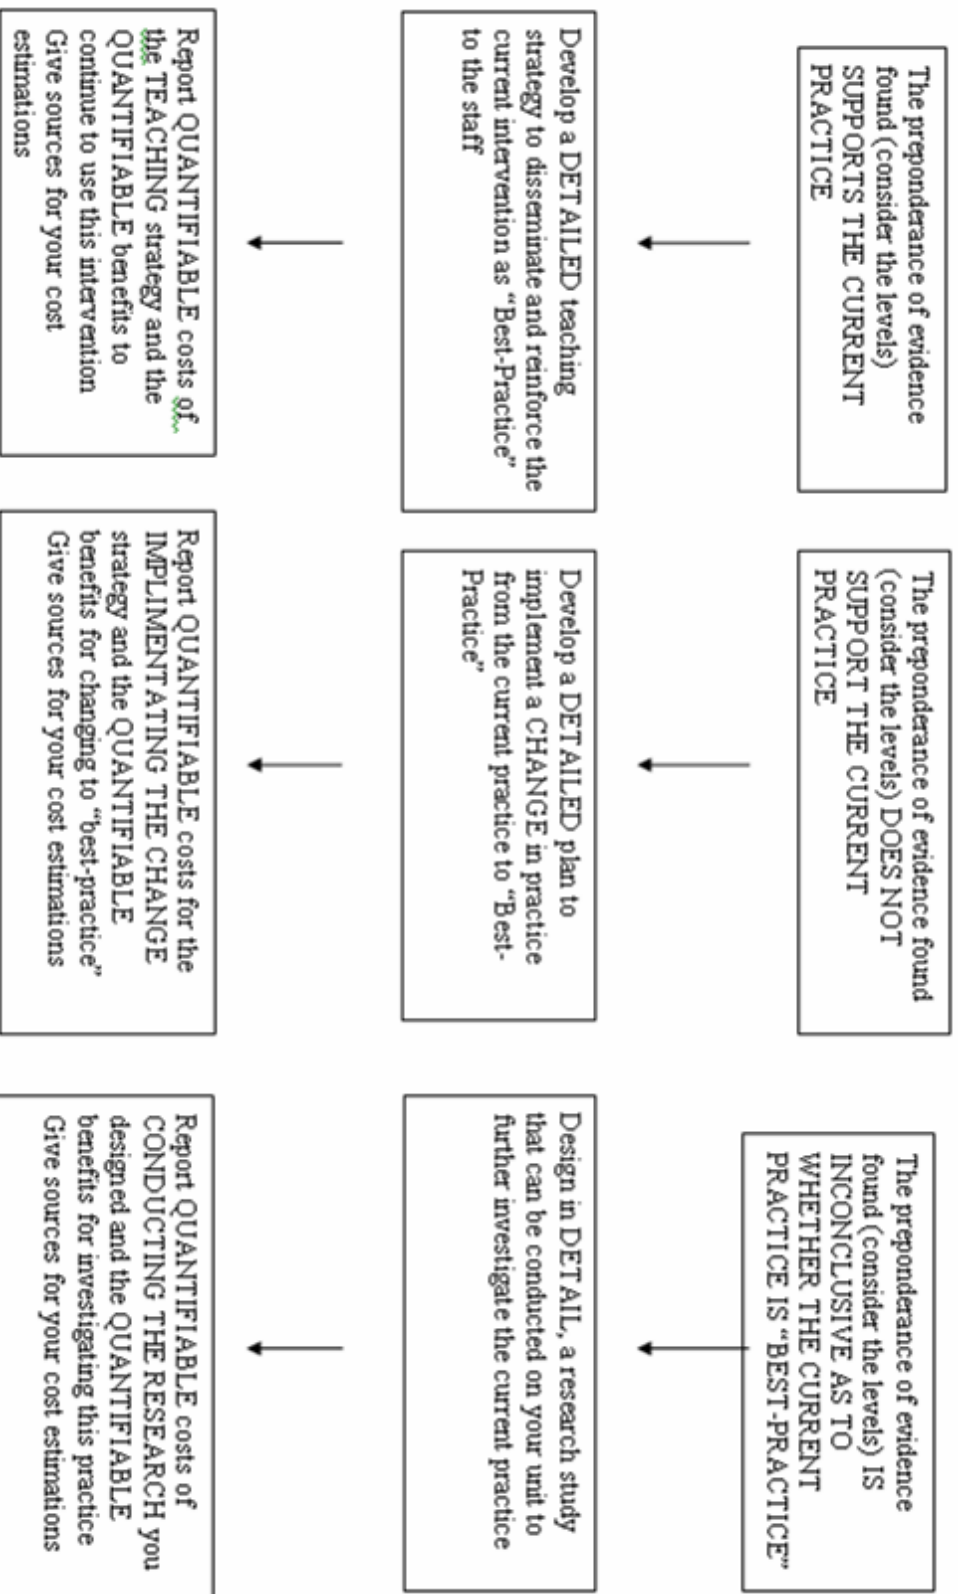 The preponderance of evidence
found (consider the levels)
SUPPORTS THE CURRENT
PRACTICE
The preponderance of evidence found
(consider the levels) DOES NOT
SUPPORT THE CURRENT
PRACTICE
The preponderance of evidence
found (consider the levels) IS
INCONCLUSIVE AS TO
WHETHER THE CURRENT
PRACTICE IS “BEST-PRACTICE”
Develop a DETAILED teaching
strategy to disseminate and reinforce the
current intervention as “Best-Practice”
to the staff
Develop a DETAILED plan to
implement a CHANGE in practice
from the current practice to “Best-
Practice”
Design in DETAIL, a research study
that can be conducted on your unit to
further investigate the current practice
Report QUANTIFIABLE costs of
the TEACHING strategy and the
QUANTIFIABLE benefits to
continue to use this intervention
Give sources for your cost
estimations
Report QUANTIFIABLE costs for the
IMPLIMENTATING THE CHANGE
strategy and the QUANTIFIABLE
benefits for changing to “best-practice”
Give sources for your cost estimations
Report QUANTIFIABLE costs of
CONDUCTING THE RESEARCH you
designed and the QUANTIFIABLE
benefits for investigating this practice
Give sources for your cost estimations